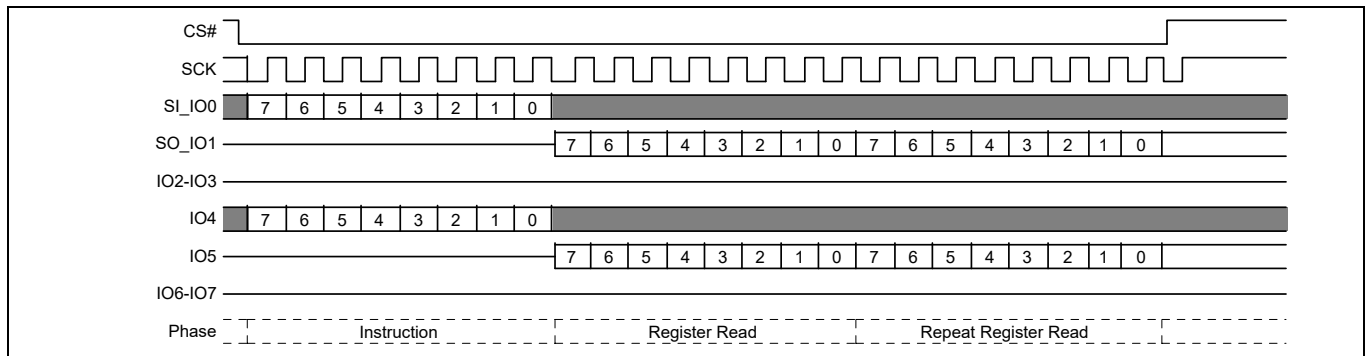 CS#
SCK
SI_IO0 7 6 5 4 3 2 1 0
SO_IO1 7 6 5 4 3 2 1 0 7 6 5 4 3 2 1 0
IO2-IO3
IO4 7 6 5 4 3 2 1 0
IO5 7 6 5 4 3 2 1 0 7 6 5 4 3 2 1 0
IO6-IO7
Phase Instruction Register Read Repeat Register Read